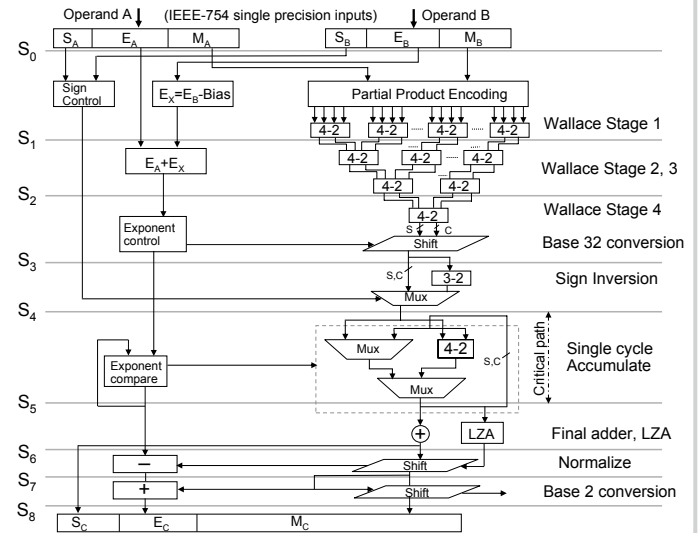 Operand A (IEEE-754 single precision inputs) Operand B
S_A E_A M_A S_B E_B M_B
S_0
Sign Control
E_X=E_B-Bias
Partial Product Encoding
4-2 4-2 4-2 4-2
Wallace Stage 1
S_1
4-2 4-2 4-2
E_A+E_X
Wallace Stage 2, 3
4-2 4-2
S_2
4-2
Wallace Stage 4
S C
Exponent control
Shift
Base 32 conversion
S_3
S,C
3-2
Sign Inversion
Mux
S_4
Mux
4-2
S,C
Critical path
Single cycle Accumulate
Exponent compare
Mux
S_5
+
LZA
Final adder, LZA
S_6
−
Shift
Normalize
S_7
+
Shift
Base 2 conversion
S_8
S_C E_C M_C